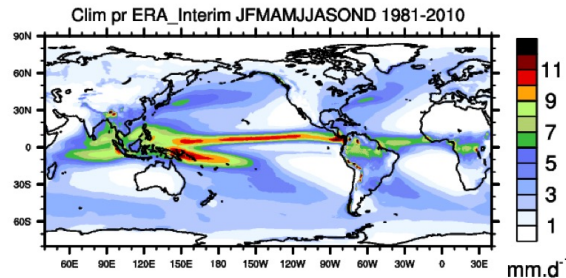 Clim pr ERA_Interim JFMAMJJASOND 1981-2010
90N
60N
30N
0
30S
60S
60E 90E 120E 150E 180 150W 120W 90W 60W 30W 0 30E
11
9
7
5
3
1
mm.d⁻¹